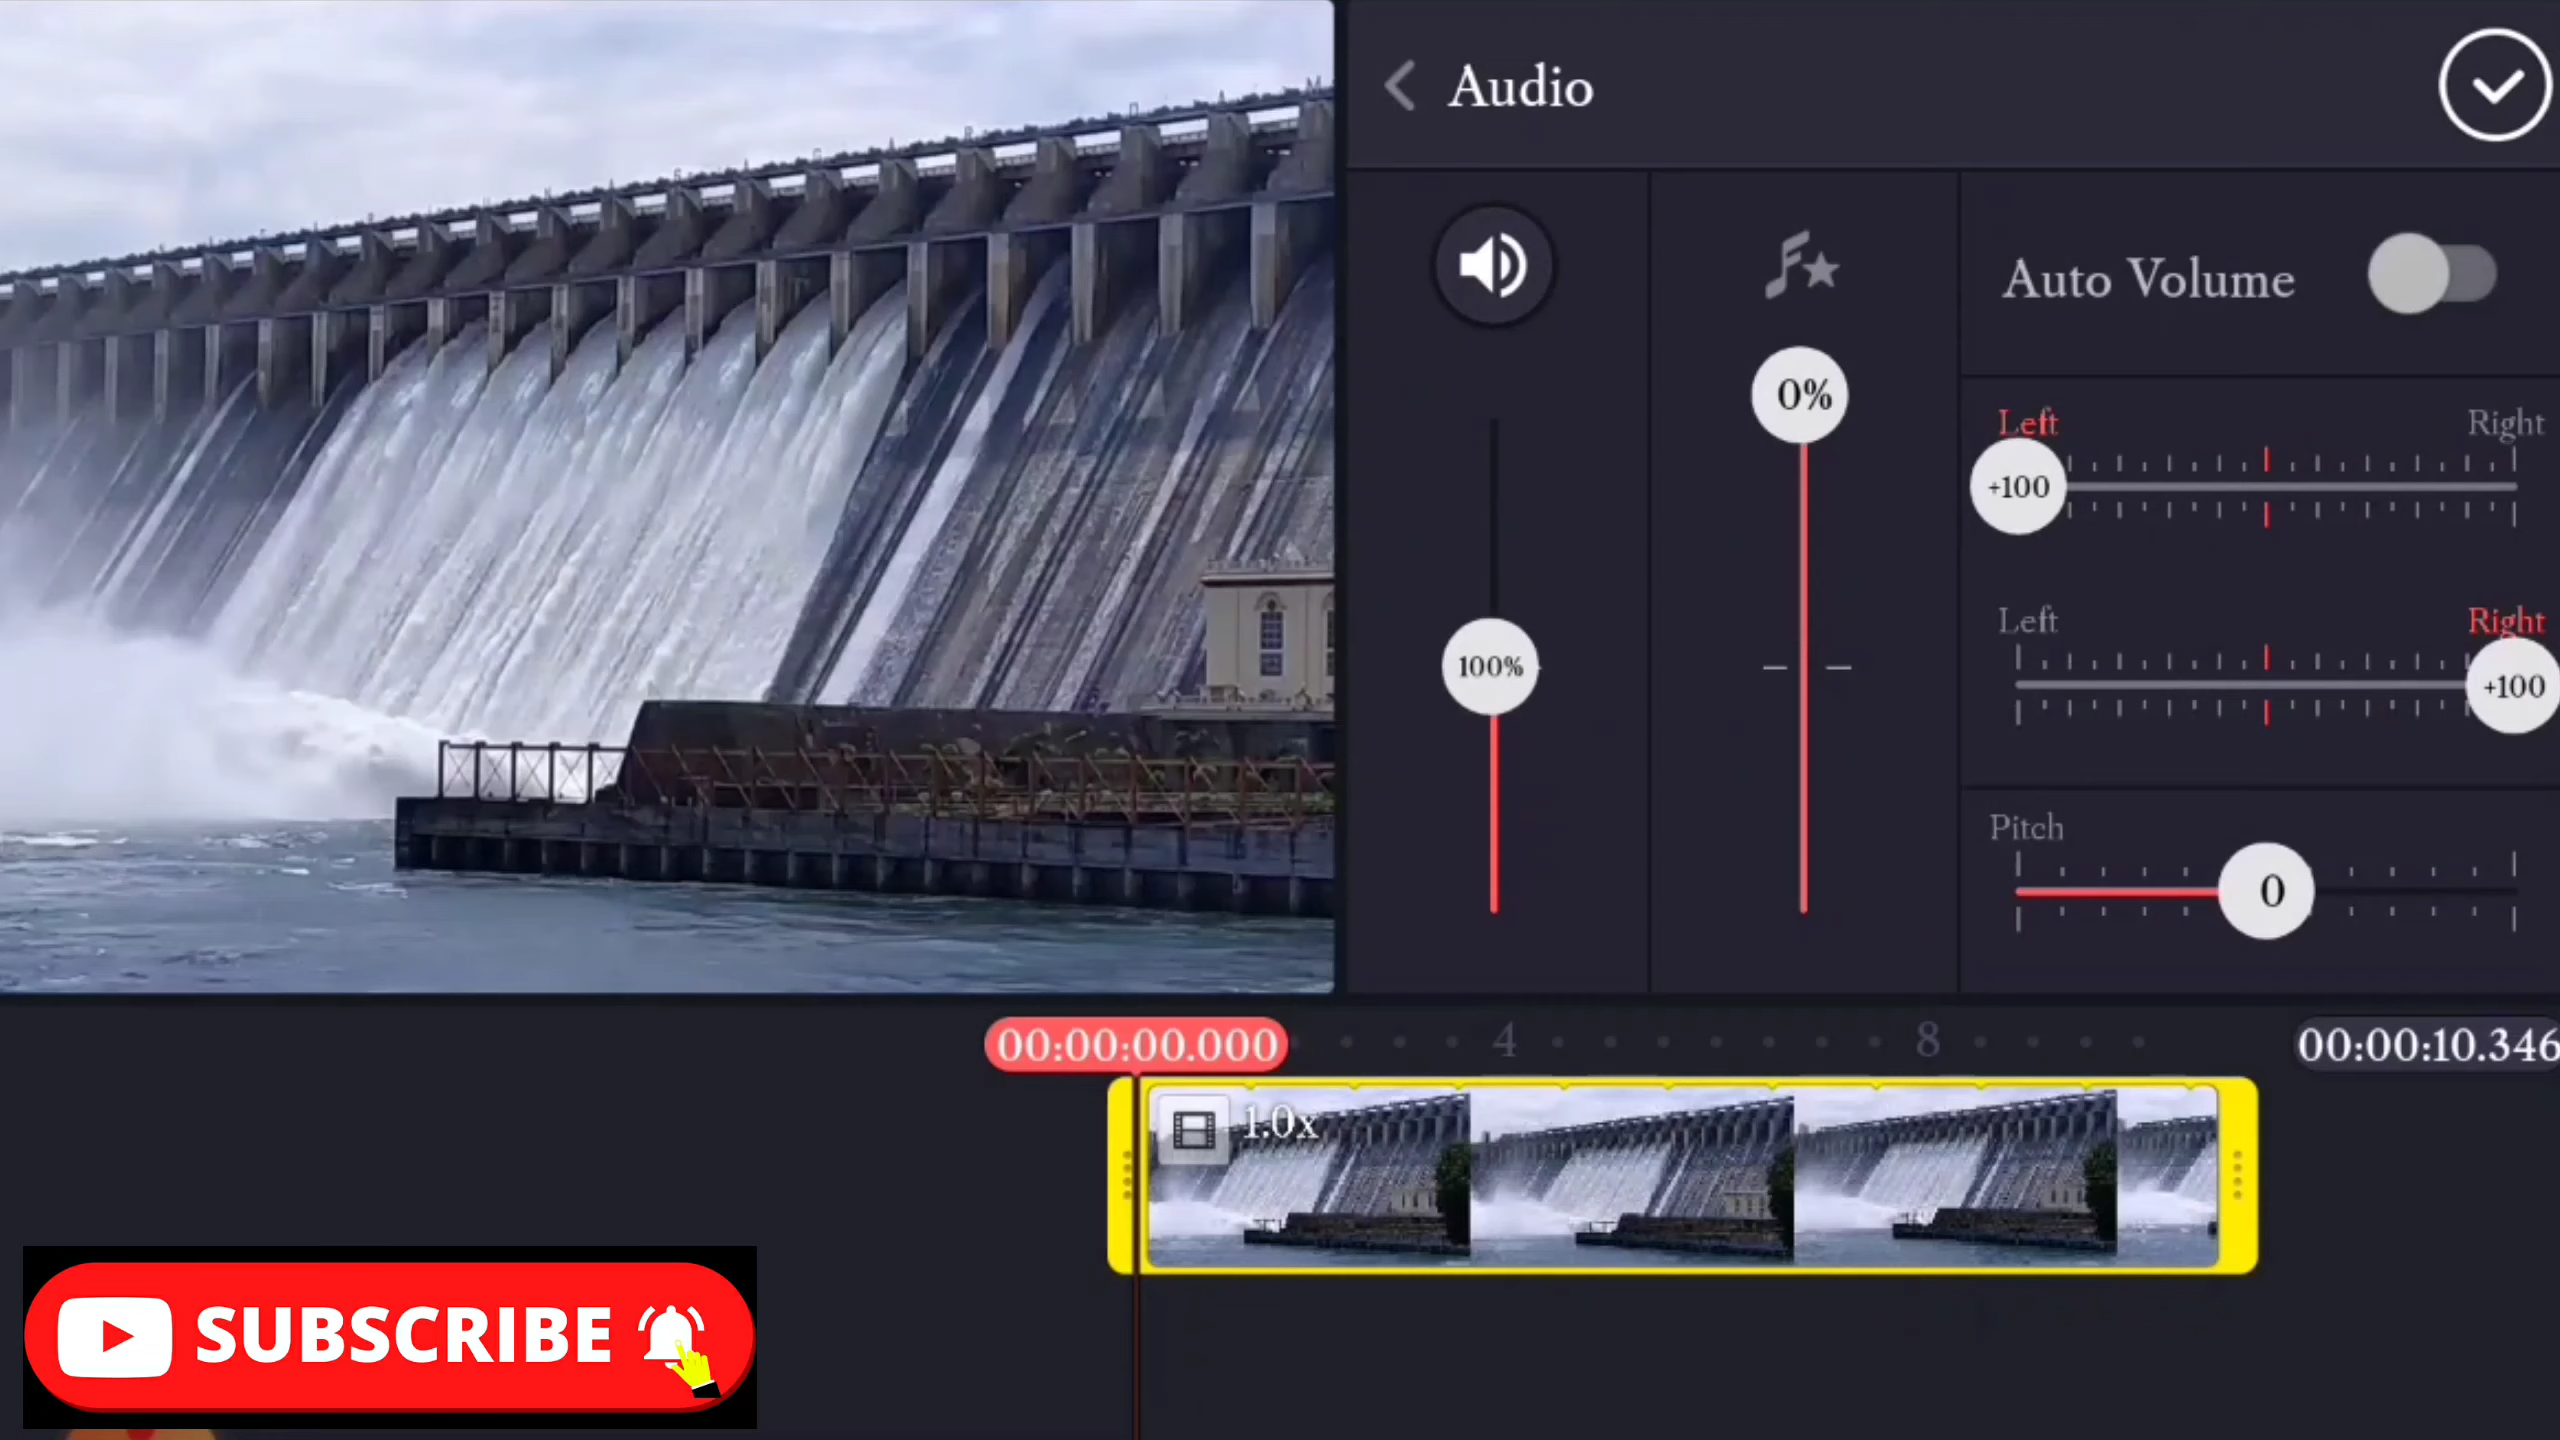 Audio
Auto Volume
0%
Left Right
+100
Left Right
100%
+100
Pitch
0
00:00:00.000
4
8
00:00:10.346
1.0x
SUBSCRIBE